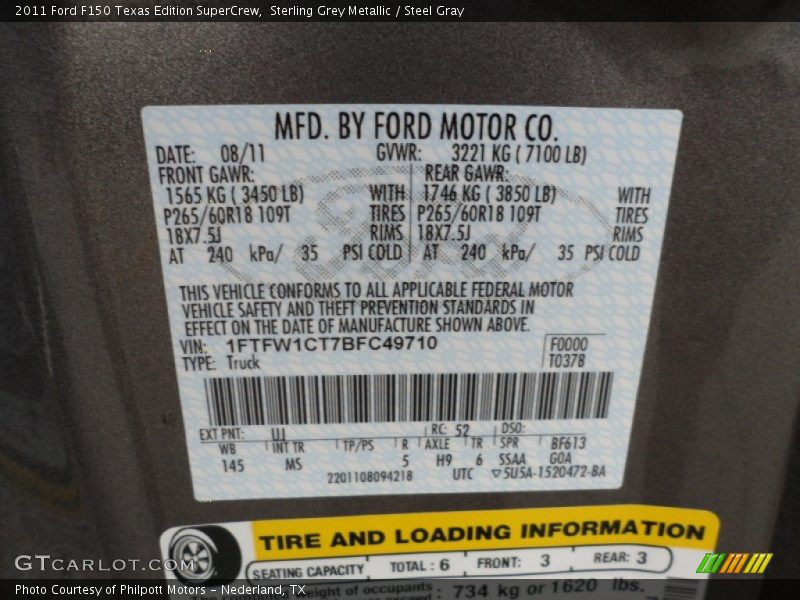 2011 Ford F150 Texas Edition SuperCrew,  Sterling Grey Metallic / Steel Gray
MFD. BY FORD MOTOR CO.
DATE: 08/11 GVWR: 3221 KG ( 7100 LB)
FRONT GAWR: REAR GAWR:
1565 KG ( 3450 LB) WITH 1746 KG ( 3850 LB) WITH
P265/60R18 109T TIRES P265/60R18 109T TIRES
18X7.5J RIMS 18X7.5J RIMS
AT 240 kPa/ 35 PSI COLD AT 240 kPa/ 35 PSI COLD
THIS VEHICLE CONFORMS TO ALL APPLICABLE FEDERAL MOTOR
VEHICLE SAFETY AND THEFT PREVENTION STANDARDS IN
EFFECT ON THE DATE OF MANUFACTURE SHOWN ABOVE.
VIN: 1FTFW1CT7BFC49710 F0000
TYPE: Truck T0378
EXT PNT: UJ RC: 52 DSO:
WB INT TR TP/PS R AXLE TR SPR BF613
145 MS 5 H9 6 SSAA GOA
2201108094218 UTC ▽5U5A-1520472-BA
TIRE AND LOADING INFORMATION
SEATING CAPACITY TOTAL : 6 FRONT: 3 REAR: 3
weight of occupants 734 kg or 1620 lbs.
GTCARLOT.COM
Photo Courtesy of Philpott Motors - Nederland, TX